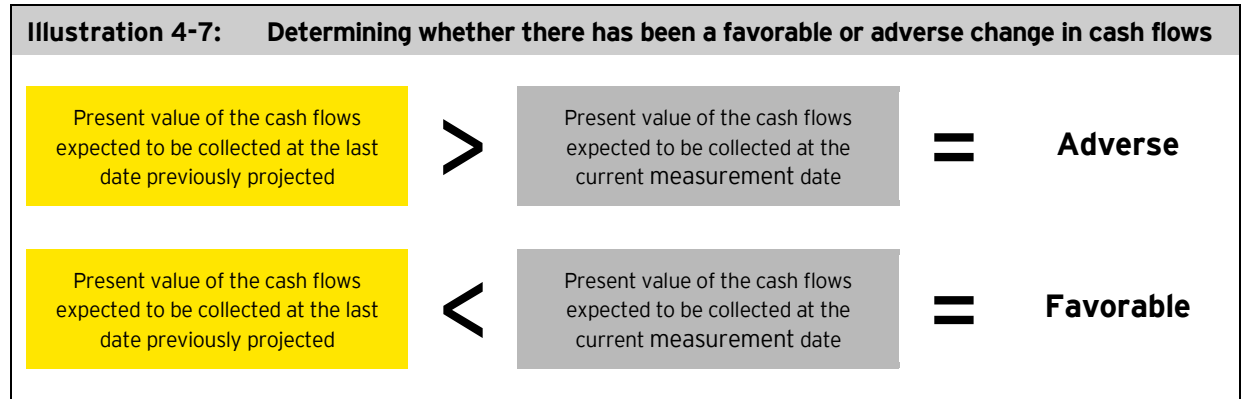 Illustration 4-7: Determining whether there has been a favorable or adverse change in cash flows
Present value of the cash flows
expected to be collected at the last
date previously projected
>
Present value of the cash flows
expected to be collected at the
current measurement date
=
Adverse
Present value of the cash flows
expected to be collected at the last
date previously projected
<
Present value of the cash flows
expected to be collected at the
current measurement date
=
Favorable